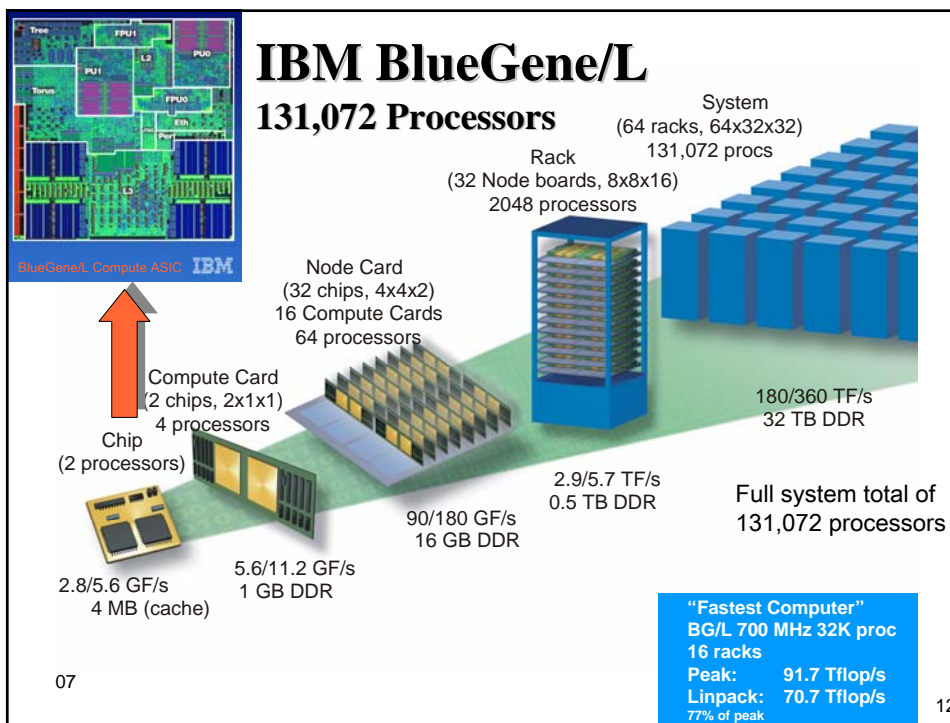 IBM BlueGene/L
131,072 Processors
Tree
FPU1
PU0
L2
PU1
Torus
FPU0
Eth
Perf
L3
BlueGene/L Compute ASIC IBM
System
(64 racks, 64x32x32)
131,072 procs
Rack
(32 Node boards, 8x8x16)
2048 processors
Node Card
(32 chips, 4x4x2)
16 Compute Cards
64 processors
Compute Card
(2 chips, 2x1x1)
4 processors
Chip
(2 processors)
180/360 TF/s
32 TB DDR
2.9/5.7 TF/s
0.5 TB DDR
90/180 GF/s
16 GB DDR
5.6/11.2 GF/s
1 GB DDR
2.8/5.6 GF/s
4 MB (cache)
Full system total of
131,072 processors
“Fastest Computer”
BG/L 700 MHz 32K proc
16 racks
Peak: 91.7 Tflop/s
Linpack: 70.7 Tflop/s
77% of peak
07
12